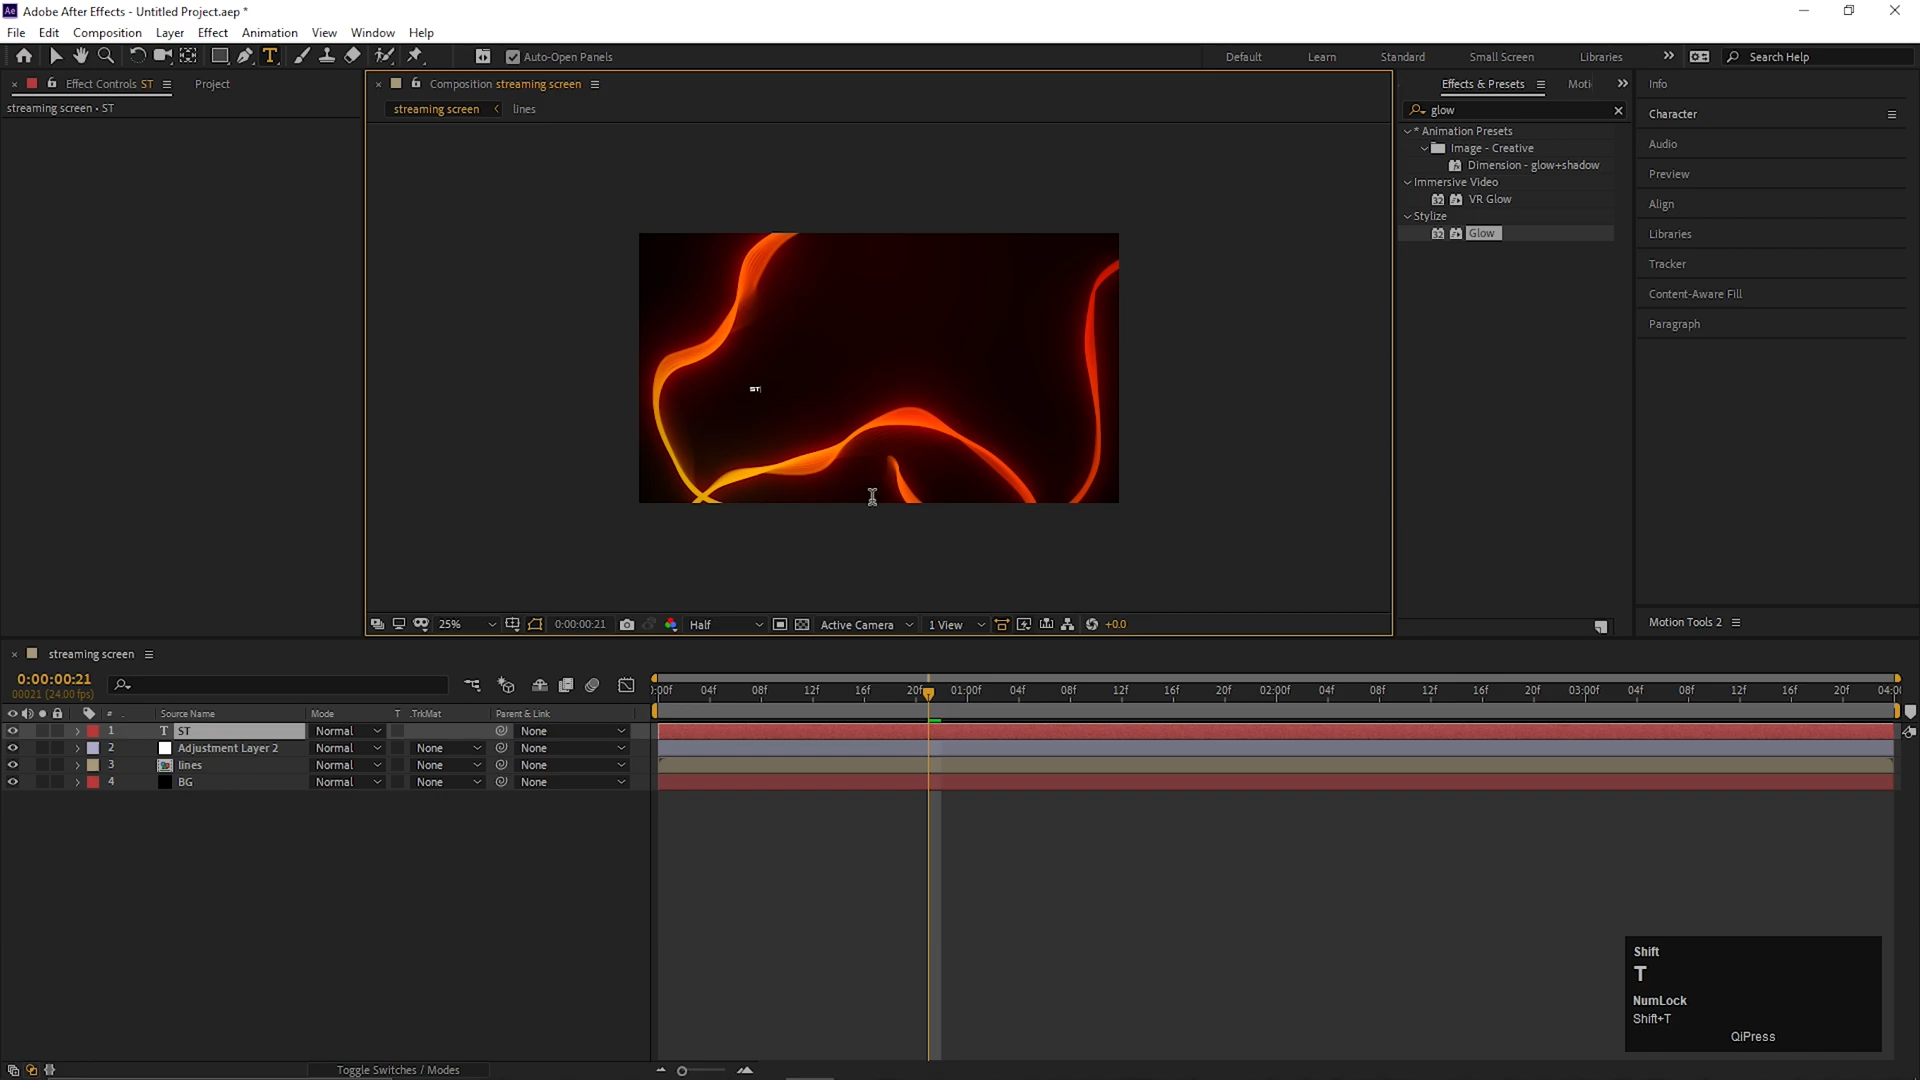 Ae Adobe After Effects - Untitled Project.aep *
File Edit Composition Layer Effect Animation View Window Help
Auto-Open Panels Default Learn Standard Small Screen Libraries Search Help
Effect Controls ST Project
streaming screen • ST
Composition streaming screen
streaming screen lines
ST
25% 0:00:00:21 Half Active Camera 1 View +0.0
Effects & Presets Moti
glow
* Animation Presets
Image - Creative
Dimension - glow+shadow
Immersive Video
32 VR Glow
Stylize
32 Glow
Info
Character
Audio
Preview
Align
Libraries
Tracker
Content-Aware Fill
Paragraph
Motion Tools 2
streaming screen
0:00:00:21
00021 (24.00 fps)
:00f 04f 08f 12f 16f 20f 01:00f 04f 08f 12f 16f 20f 02:00f 04f 08f 12f 16f 20f 03:00f 04f 08f 12f 16f 20f 04:0
# . Source Name Mode T .TrkMat Parent & Link
1 T ST Normal None
2 Adjustment Layer 2 Normal None None
3 lines Normal None None
4 BG Normal None None
Shift
T
NumLock
Shift+T
QiPress
Toggle Switches / Modes